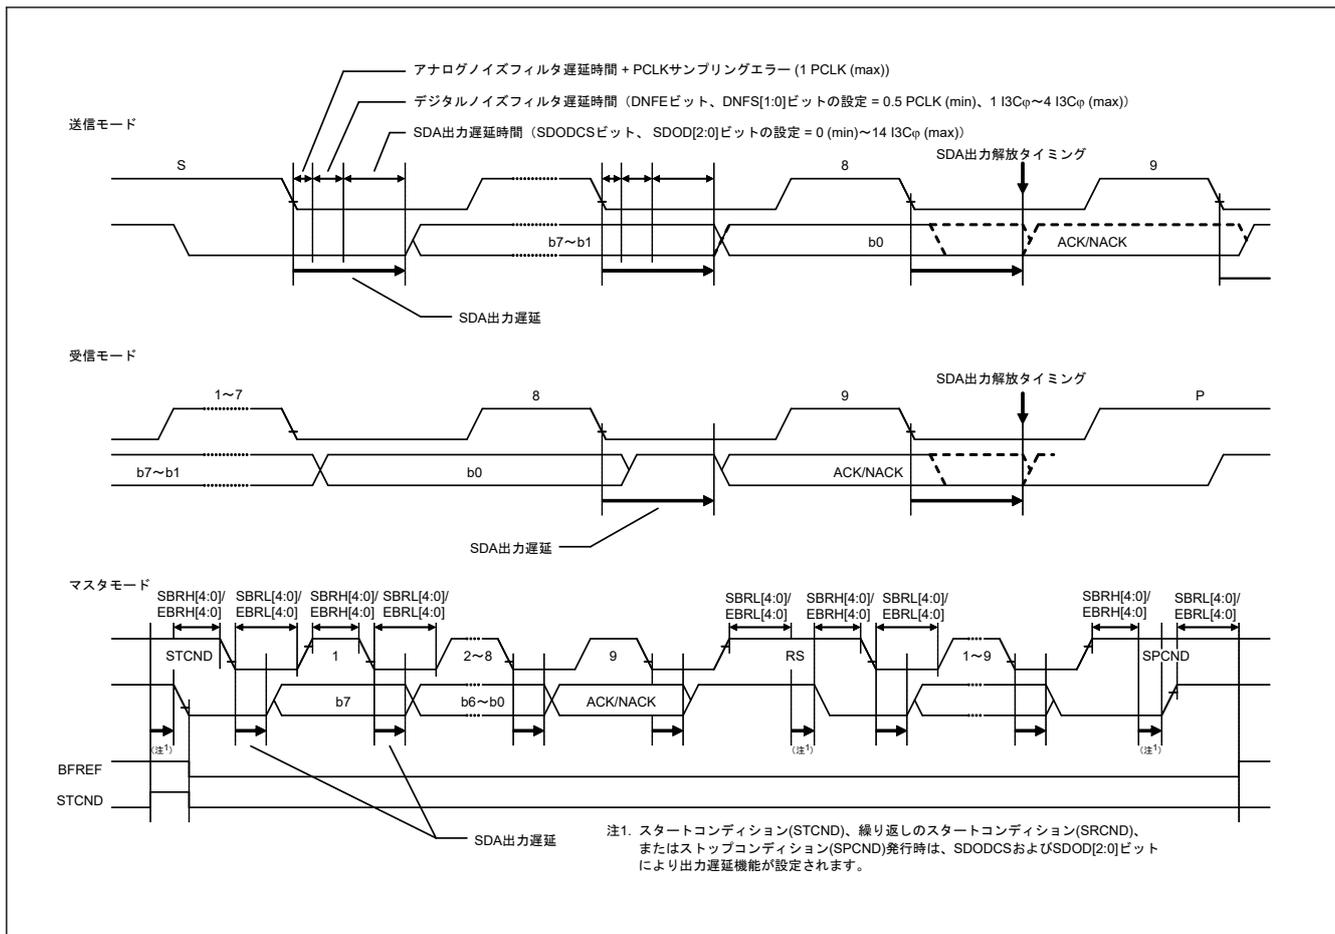 アナログノイズフィルタ遅延時間 + PCLKサンプリングエラー (1 PCLK (max))
デジタルノイズフィルタ遅延時間（DNFEビット、DNFS[1:0]ビットの設定 = 0.5 PCLK (min)、1 I3Cφ～4 I3Cφ (max)）
送信モード
SDA出力遅延時間（SDODCSビット、 SDOD[2:0]ビットの設定 = 0 (min)～14 I3Cφ (max)）
SDA出力解放タイミング
S
8
9
b7～b1
b0
ACK/NACK
SDA出力遅延
受信モード
SDA出力解放タイミング
1～7
8
9
P
b7～b1
b0
ACK/NACK
SDA出力遅延
マスタモード
SBRH[4:0]/
EBRH[4:0]
SBRL[4:0]/
EBRL[4:0]
SBRH[4:0]/
EBRH[4:0]
SBRL[4:0]/
EBRL[4:0]
SBRL[4:0]/
EBRL[4:0]
SBRH[4:0]/
EBRH[4:0]
SBRL[4:0]/
EBRL[4:0]
SBRH[4:0]/
EBRH[4:0]
SBRL[4:0]/
EBRL[4:0]
STCND
1
2～8
9
RS
1～9
SPCND
b7
b6～b0
ACK/NACK
(注1)
(注1)
(注1)
BFREF
STCND
SDA出力遅延
注1. スタートコンディション(STCND)、繰り返しのスタートコンディション(SRCND)、
またはストップコンディション(SPCND)発行時は、SDODCSおよびSDOD[2:0]ビット
により出力遅延機能が設定されます。